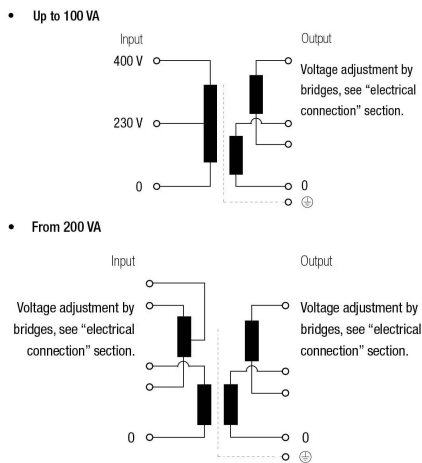 • Up to 100 VA
Input
Output
400 V
Voltage adjustment by
bridges, see “electrical
connection” section.
230 V
0
0
• From 200 VA
Input
Output
Voltage adjustment by
bridges, see “electrical
connection” section.
Voltage adjustment by
bridges, see “electrical
connection” section.
0
0